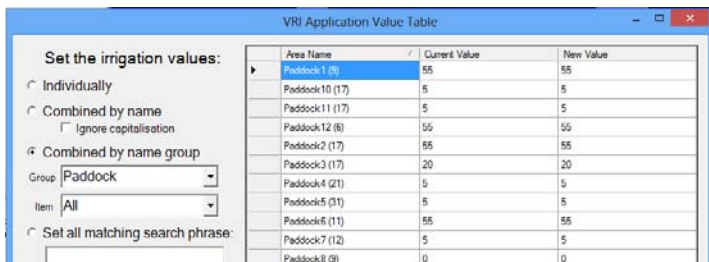 VRI Application Value Table
Set the irrigation values:
Individually
Combined by name
Ignore capitalisation
Combined by name group
Group Paddock
Item All
Set all matching search phrase:
Area Name Current Value New Value
Paddock1 (9) 55 55
Paddock10 (17) 5 5
Paddock11 (17) 5 5
Paddock12 (6) 55 55
Paddock2 (17) 55 55
Paddock3 (17) 20 20
Paddock4 (21) 5 5
Paddock5 (31) 5 5
Paddock6 (11) 55 55
Paddock7 (12) 5 5
Paddock8 (9) 0 0